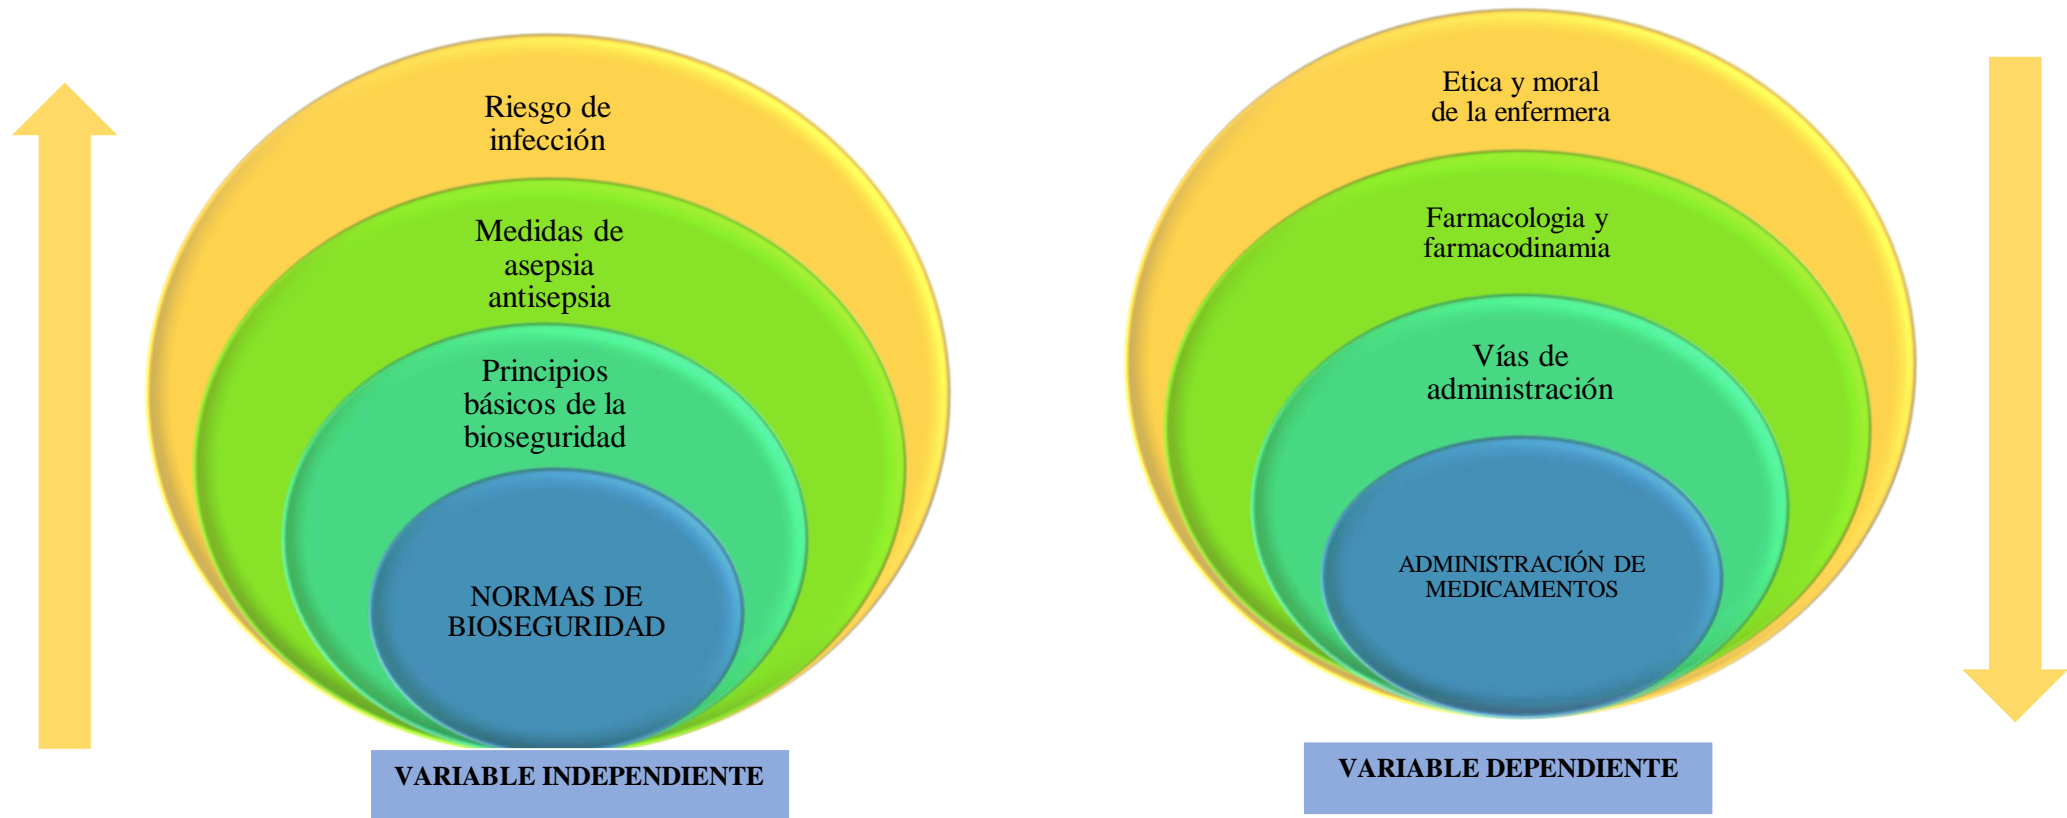 Riesgo de
infección
Medidas de
asepsia
antisepsia
Principios
básicos de la
bioseguridad
NORMAS DE
BIOSEGURIDAD
VARIABLE INDEPENDIENTE
Etica y moral
de la enfermera
Farmacologia y
farmacodinamia
Vías de
administración
ADMINISTRACIÓN DE
MEDICAMENTOS
VARIABLE DEPENDIENTE